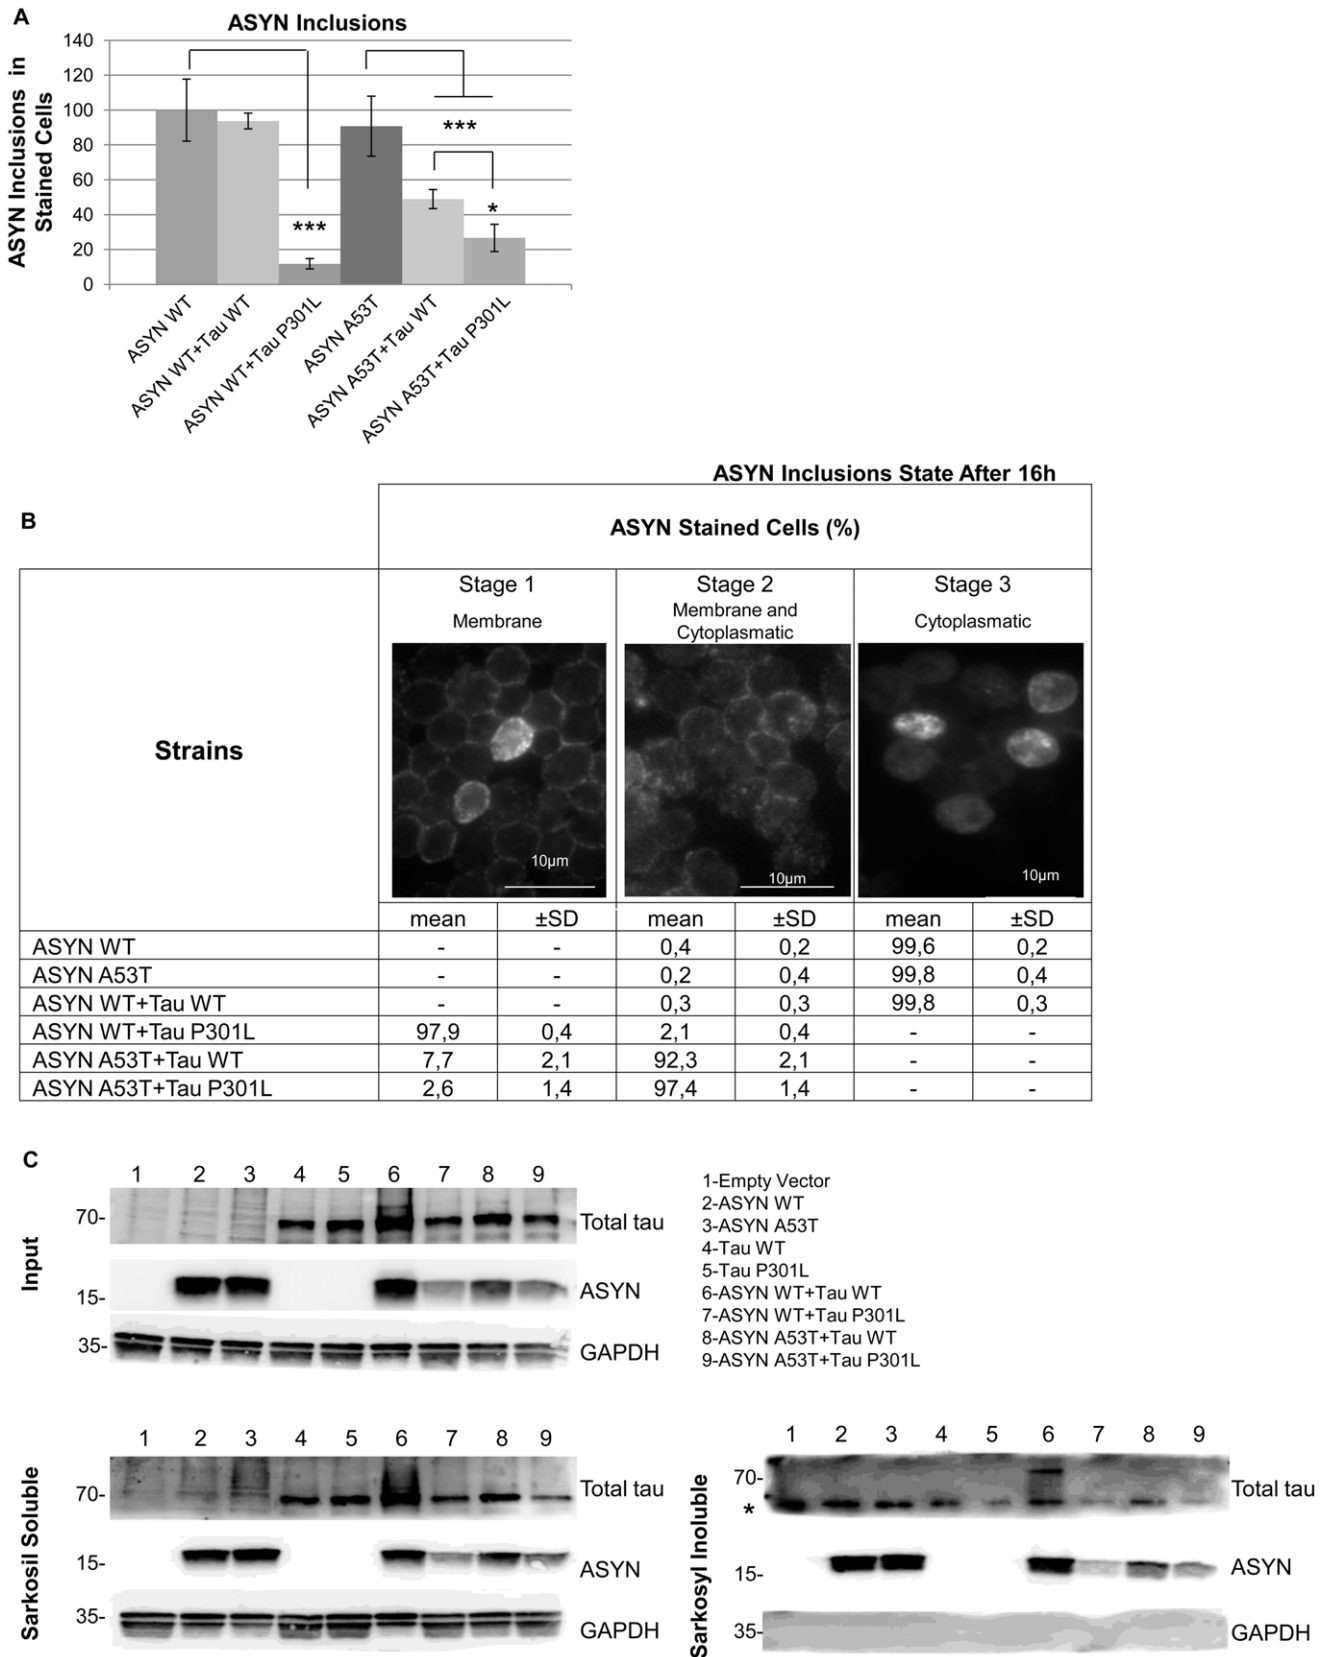 A
ASYN Inclusions
ASYN Inclusions in
Stained Cells
140
120
100
80
60
40
20
0
***
***
*
ASYN WT
ASYN WT+Tau WT
ASYN WT+Tau P301L
ASYN A53T
ASYN A53T+Tau WT
ASYN A53T+Tau P301L
ASYN Inclusions State After 16h
B
ASYN Stained Cells (%)
Strains
Stage 1 Stage 2 Stage 3
Membrane Membrane and Cytoplasmatic Cytoplasmatic
10µm 10µm 10µm
mean ±SD mean ±SD mean ±SD
ASYN WT - - 0,4 0,2 99,6 0,2
ASYN A53T - - 0,2 0,4 99,8 0,4
ASYN WT+Tau WT - - 0,3 0,3 99,8 0,3
ASYN WT+Tau P301L 97,9 0,4 2,1 0,4 - -
ASYN A53T+Tau WT 7,7 2,1 92,3 2,1 - -
ASYN A53T+Tau P301L 2,6 1,4 97,4 1,4 - -
C
Input
1 2 3 4 5 6 7 8 9
70- Total tau
15- ASYN
35- GAPDH
1-Empty Vector
2-ASYN WT
3-ASYN A53T
4-Tau WT
5-Tau P301L
6-ASYN WT+Tau WT
7-ASYN WT+Tau P301L
8-ASYN A53T+Tau WT
9-ASYN A53T+Tau P301L
Sarkosil Soluble
1 2 3 4 5 6 7 8 9
70- Total tau
15- ASYN
35- GAPDH
Sarkosyl Inoluble
1 2 3 4 5 6 7 8 9
70- Total tau
*
15- ASYN
35- GAPDH